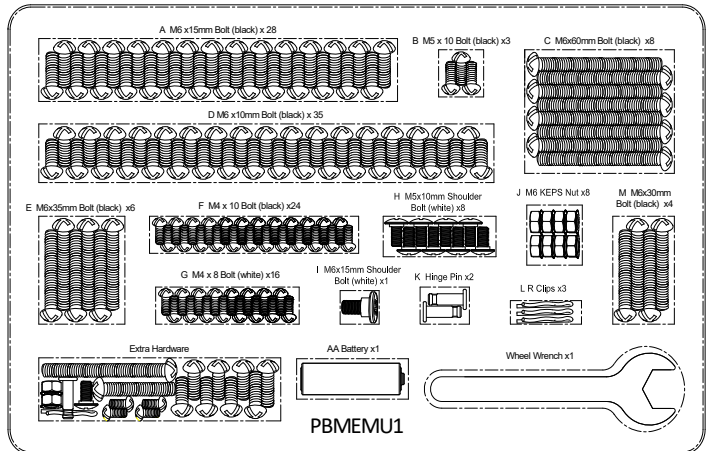 A M6 x15mm Bolt (black) x 28
B M5 x 10 Bolt (black) x3
C M6x60mm Bolt (black) x8
D M6 x10mm Bolt (black) x 35
E M6x35mm Bolt (black) x6
F M4 x 10 Bolt (black) x24
H M5x10mm Shoulder
Bolt (white) x8
J M6 KEPS Nut x8
M M6x30mm
Bolt (black) x4
G M4 x 8 Bolt (white) x16
I M6x15mm Shoulder
Bolt (white) x1
K Hinge Pin x2
L R Clips x3
Extra Hardware
AA Battery x1
Wheel Wrench x1
PBMEMU1